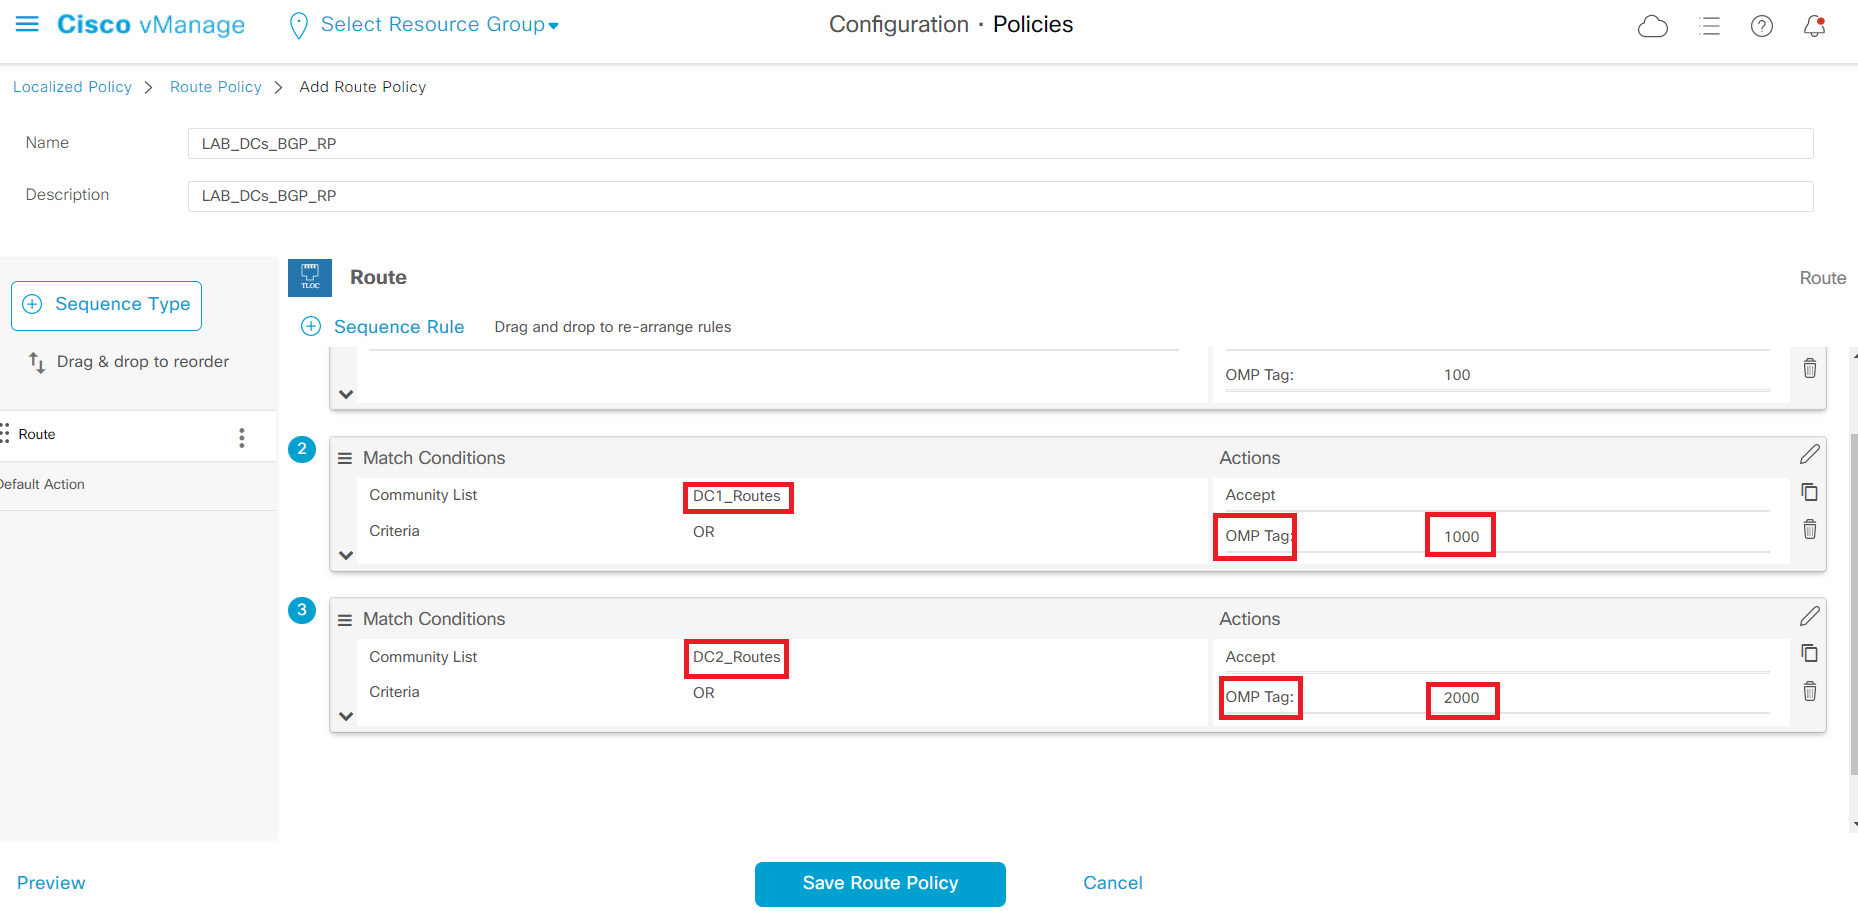 Cisco vManage
Select Resource Group
Configuration · Policies
Localized Policy > Route Policy > Add Route Policy
Name LAB_DCs_BGP_RP
Description LAB_DCs_BGP_RP
Sequence Type
Drag & drop to reorder
Route
Default Action
TLOC
Route
Route
Sequence Rule Drag and drop to re-arrange rules
OMP Tag: 100
2
Match Conditions Actions
Community List DC1_Routes Accept
Criteria OR OMP Tag: 1000
3
Match Conditions Actions
Community List DC2_Routes Accept
Criteria OR OMP Tag: 2000
Preview Save Route Policy Cancel